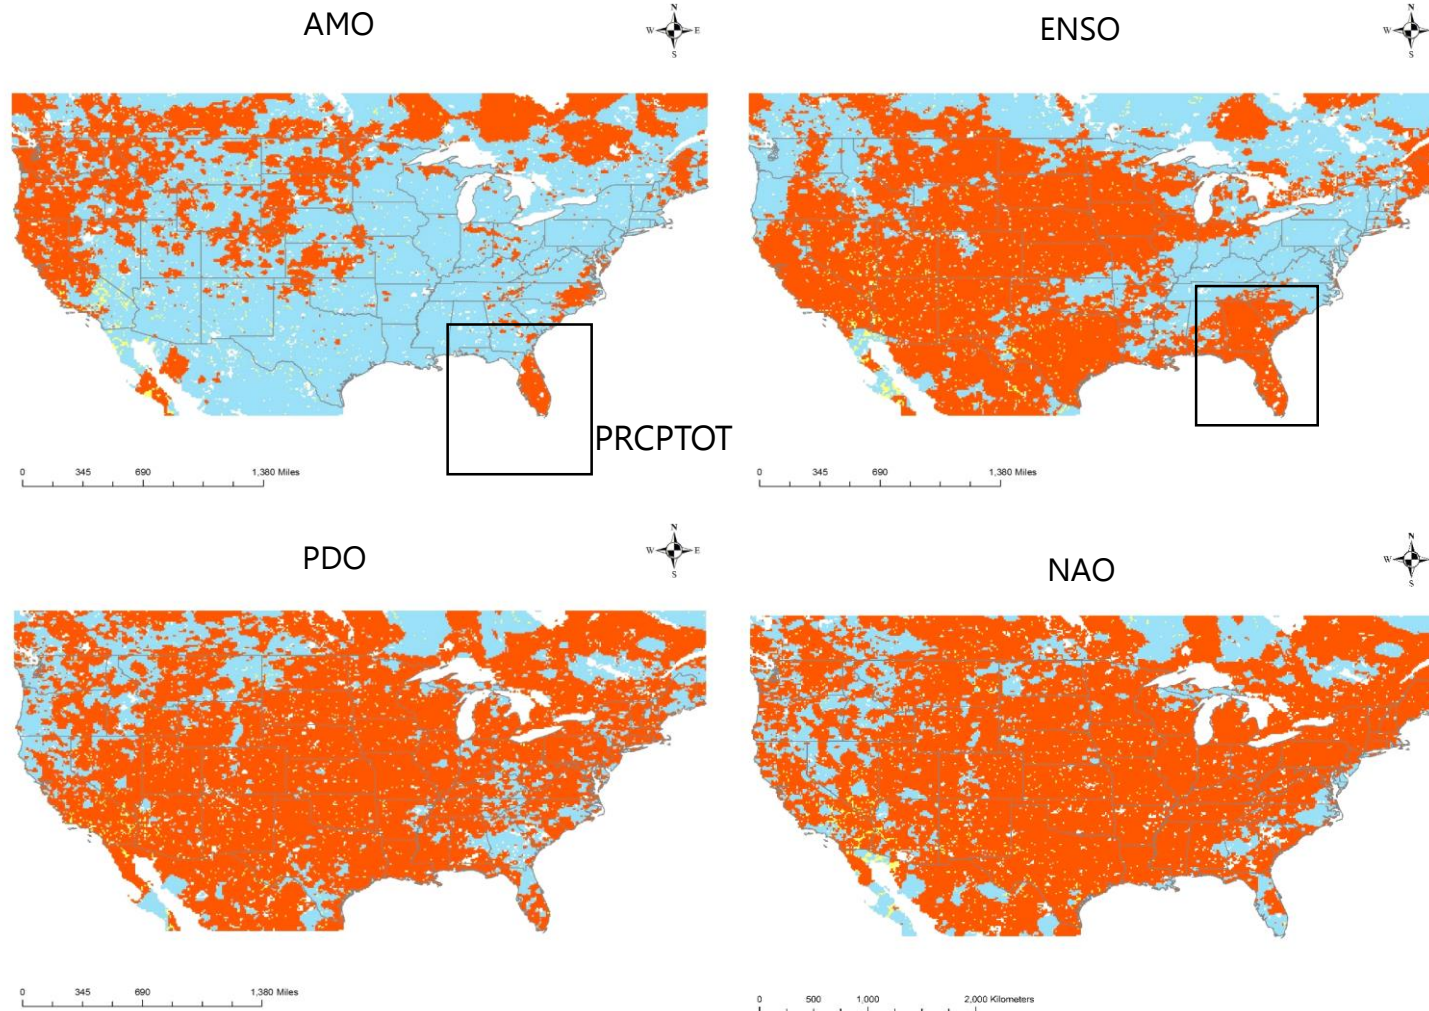 AMO
N
W E
S
ENSO
N
W
S
PRCPTOT
0 345 690 1,380 Miles
0 345 690 1,380 Miles
PDO
N
W E
S
NAO
N
W
S
0 345 690 1,380 Miles
0 500 1,000 2,000 Kilometers